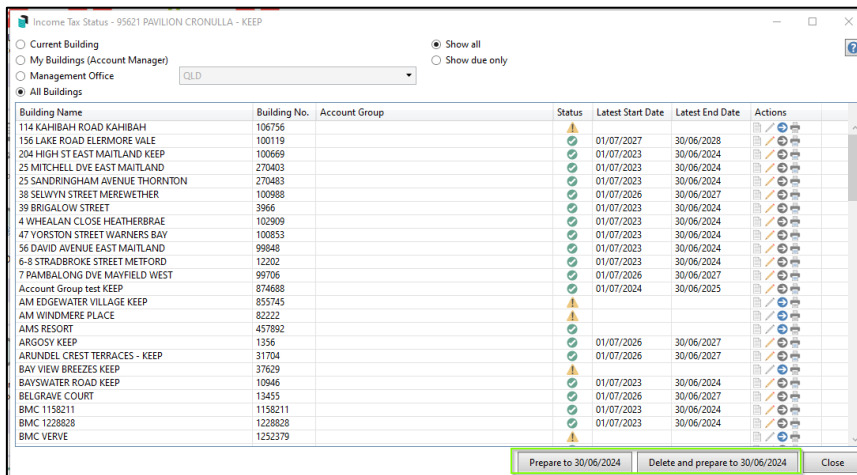 Income Tax Status - 95621 PAVILION CRONULLA - KEEP
Current Building
Show all
My Buildings (Account Manager)
Show due only
Management Office QLD
All Buildings
Building Name Building No. Account Group Status Latest Start Date Latest End Date Actions
114 KAHIBAH ROAD KAHIBAH 106756
156 LAKE ROAD ELERMORE VALE 100119 01/07/2027 30/06/2028
204 HIGH ST EAST MAITLAND KEEP 100669 01/07/2023 30/06/2024
25 MITCHELL DVE EAST MAITLAND 270403 01/07/2023 30/06/2024
25 SANDRINGHAM AVENUE THORNTON 270483 01/07/2023 30/06/2024
38 SELWYN STREET MEREWETHER 100988 01/07/2026 30/06/2027
39 BRIGALOW STREET 3966 01/07/2023 30/06/2024
4 WHEALAN CLOSE HEATHERBRAE 102909 01/07/2023 30/06/2024
47 YORSTON STREET WARNERS BAY 100853 01/07/2023 30/06/2024
56 DAVID AVENUE EAST MAITLAND 99848 01/07/2023 30/06/2024
6-8 STRADBROKE STREET METFORD 12202 01/07/2023 30/06/2024
7 PAMBALONG DVE MAYFIELD WEST 99706 01/07/2026 30/06/2027
Account Group test KEEP 874688 01/07/2024 30/06/2025
AM EDGEWATER VILLAGE KEEP 855745
AM WINDMERE PLACE 82222
AMS RESORT 457892
ARGOSY KEEP 1356 01/07/2026 30/06/2027
ARUNDEL CREST TERRACES - KEEP 31704 01/07/2026 30/06/2027
BAY VIEW BREEZES KEEP 37629
BAYSWATER ROAD KEEP 10946 01/07/2023 30/06/2024
BELGRAVE COURT 13455 01/07/2026 30/06/2027
BMC 1158211 1158211 01/07/2023 30/06/2024
BMC 1228828 1228828 01/07/2023 30/06/2024
BMC VERVE 1252379
Prepare to 30/06/2024 Delete and prepare to 30/06/2024 Close